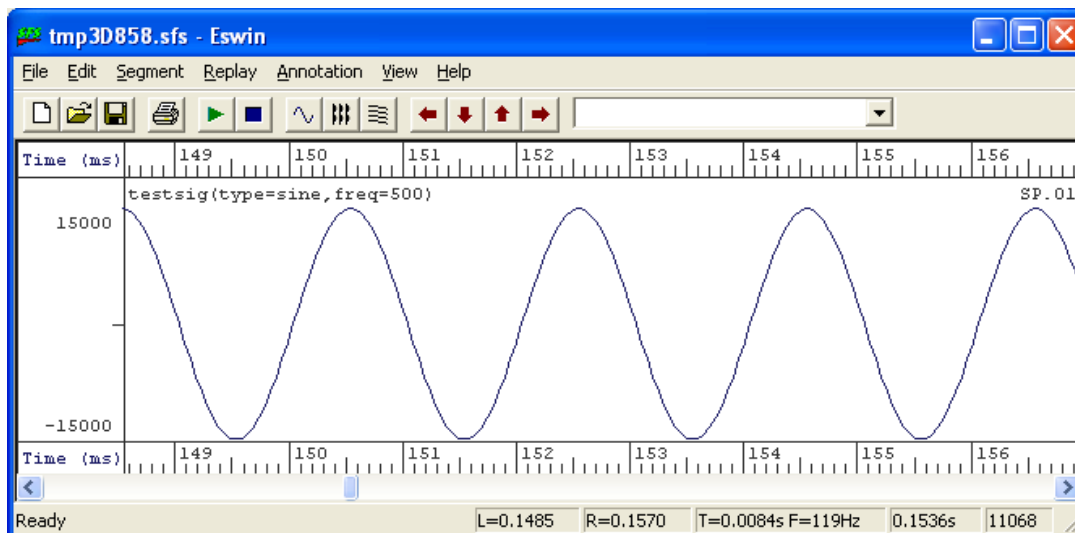 tmp3D858.sfs - Eswin
File Edit Segment Replay Annotation View Help
Time (ms) 149 150 151 152 153 154 155 156
testsig(type=sine,freq=500) SP.01
15000
-15000
Time (ms) 149 150 151 152 153 154 155 156
Ready L=0.1485 R=0.1570 T=0.0084s F=119Hz 0.1536s 11068